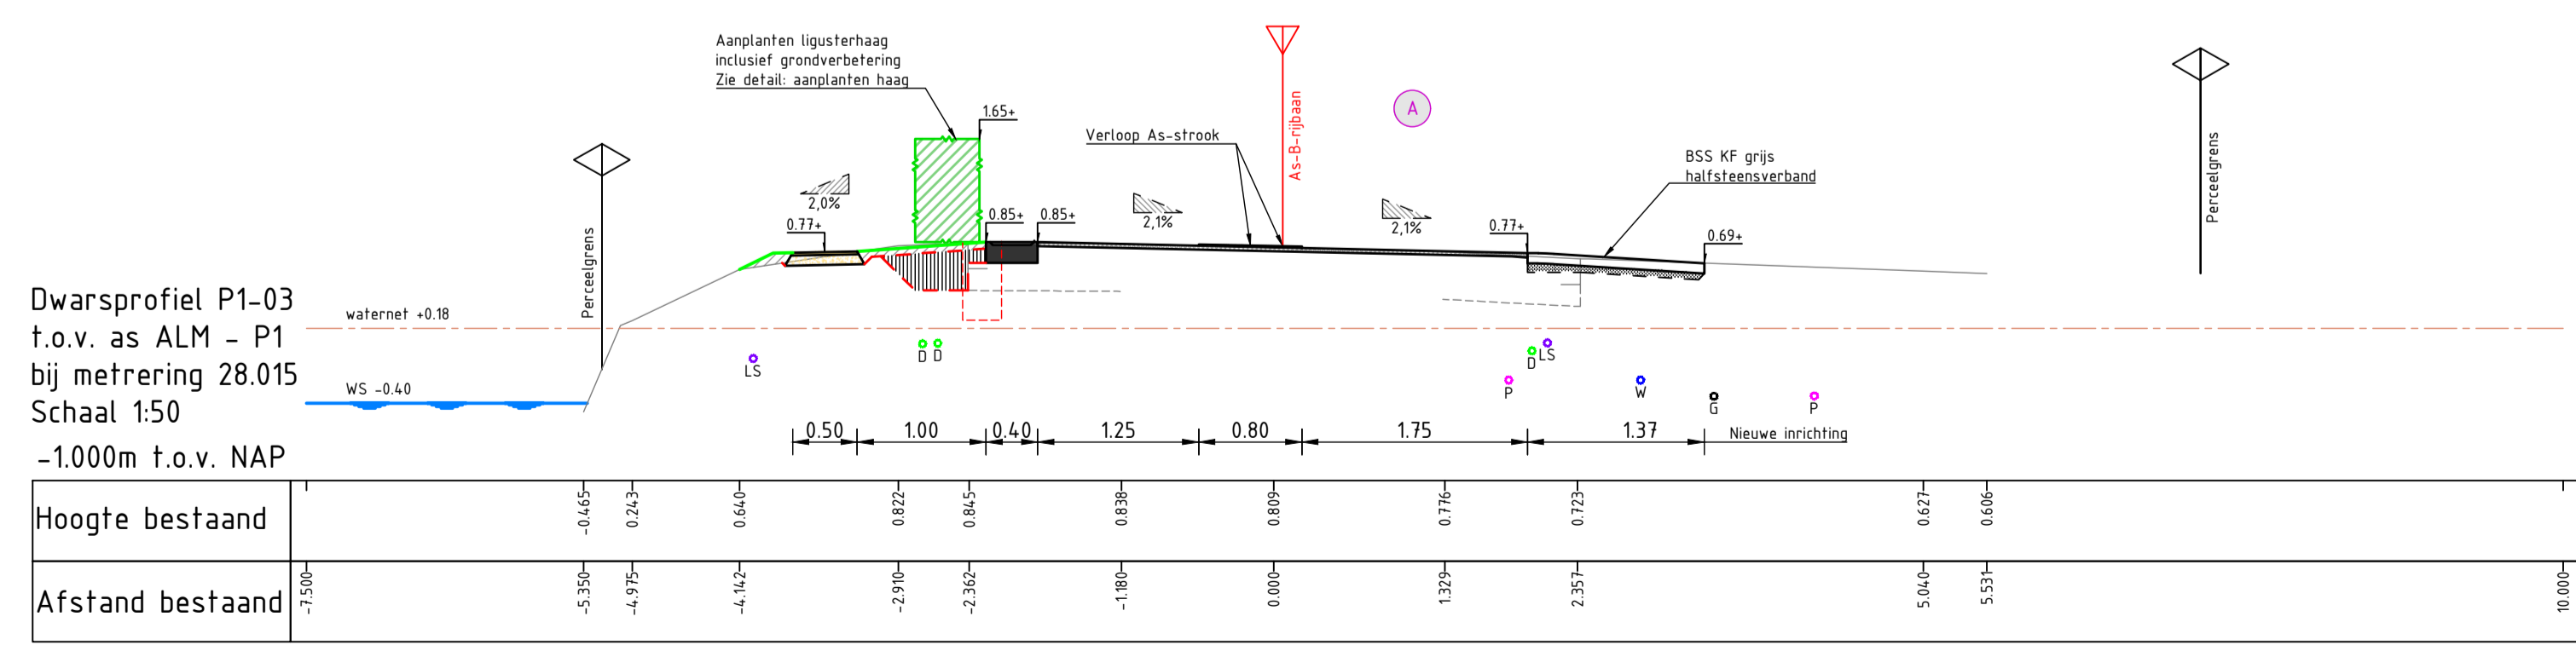 Aanplanten ligusterhaag
inclusief grondverbetering
Zie detail: aanplanten haag
1.65+
Verloop As-strook
As-B-rijbaan
A
BSS KF grijs
halfsteensverband
Perceelgrens
Perceelgrens
2,0%
2,1%
2,1%
0.77+
0.85+
0.85+
0.77+
0.69+
Dwarsprofiel P1-03
t.o.v. as ALM - P1
bij metrering 28.015
Schaal 1:50
-1.000m t.o.v. NAP
waternet +0.18
WS -0.40
LS
D
D
P
D
LS
W
G
P
0.50
1.00
0.40
1.25
0.80
1.75
1.37
Nieuwe inrichting
Hoogte bestaand
-0.465
0.243
0.640
0.822
0.845
0.838
0.809
0.776
0.723
0.627
0.606
Afstand bestaand
-7.500
-5.350
-4.975
-4.142
-2.910
-2.362
-1.180
0.000
1.329
2.357
5.040
5.531
10.000